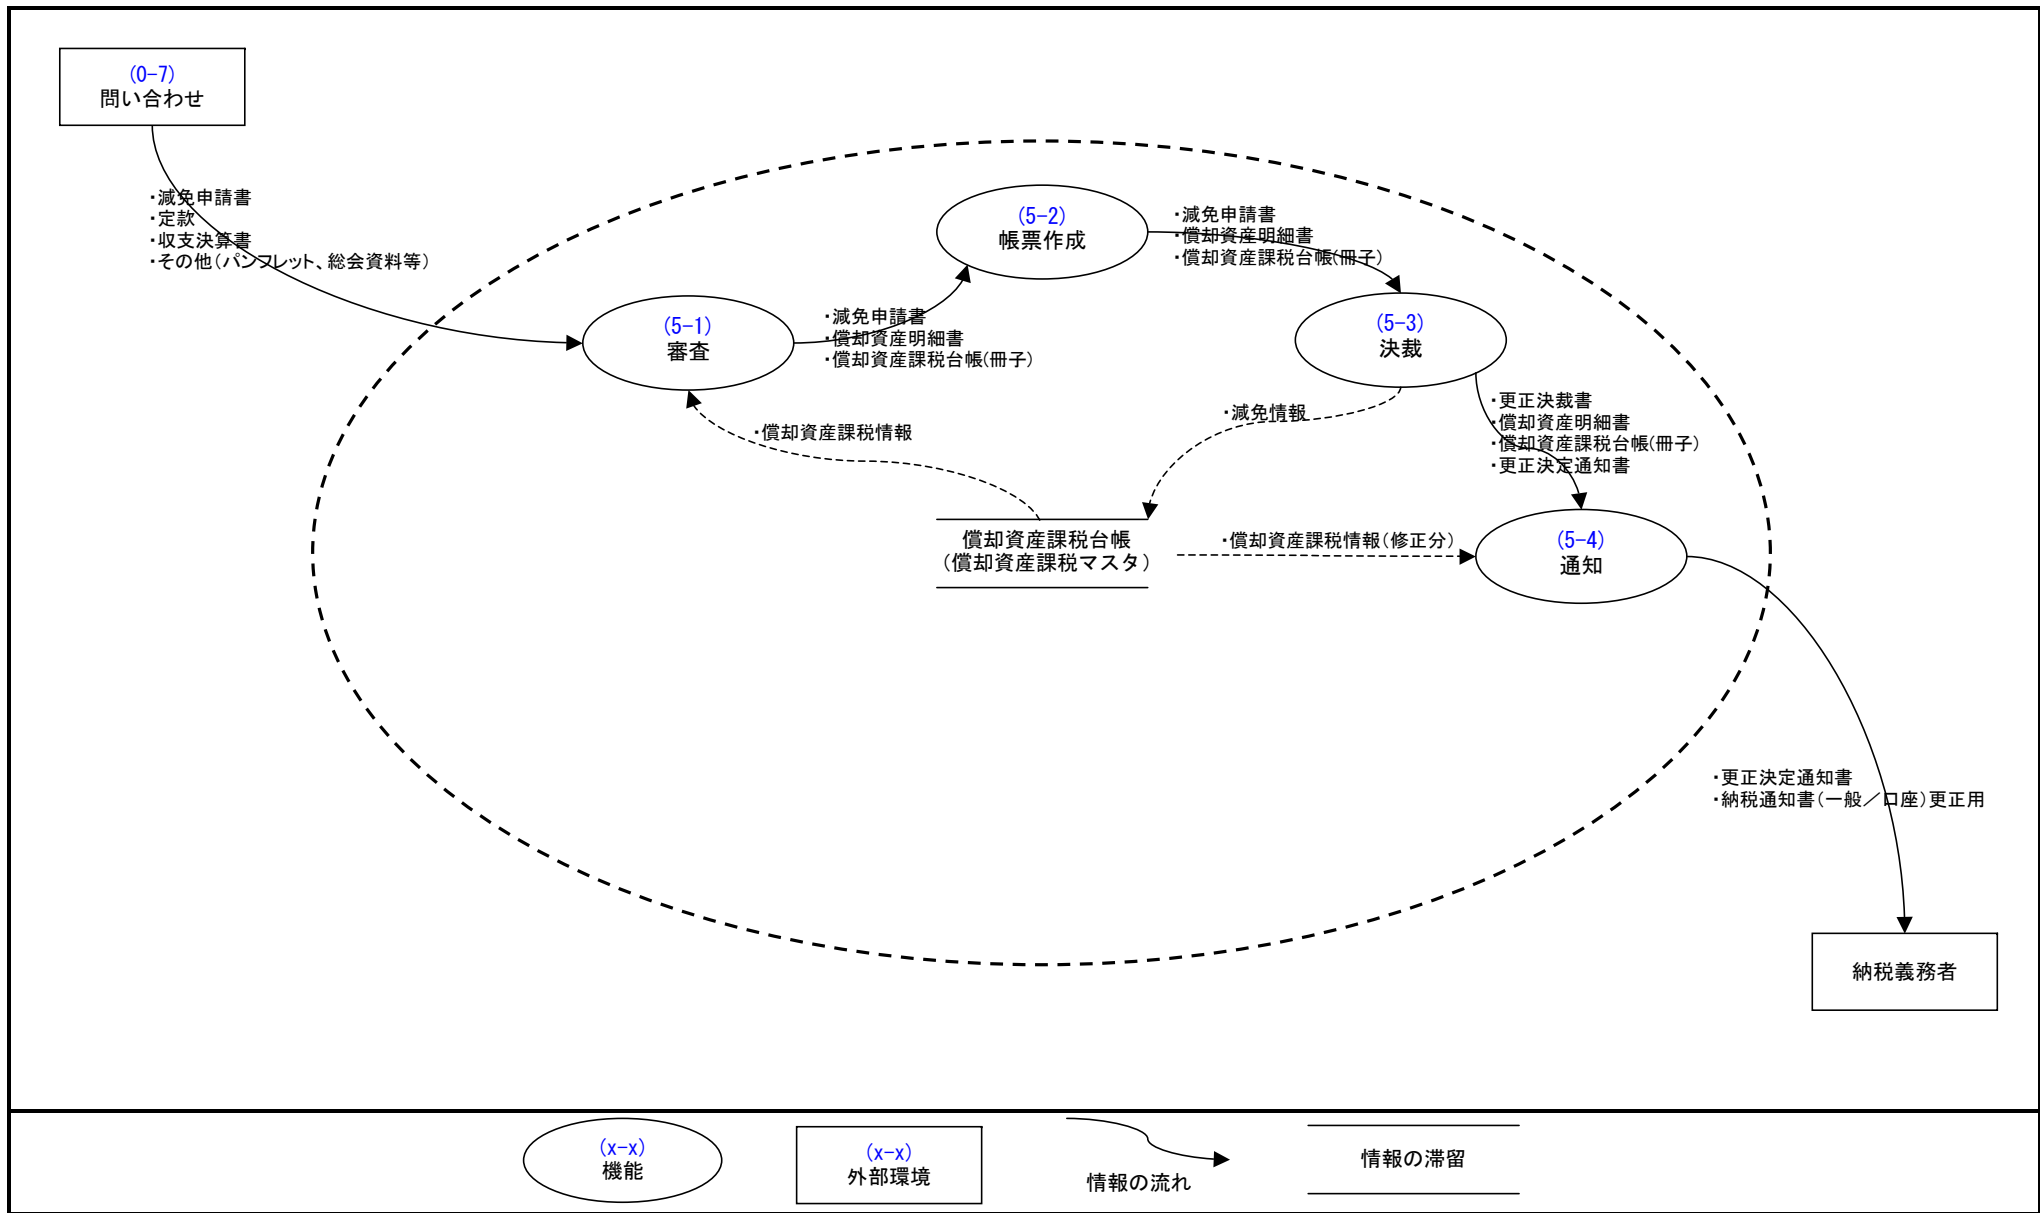 (0-7)
問い合わせ
・減免申請書
・定款
・収支決算書
・その他(パンフレット、総会資料等)
(5-2)
帳票作成
・減免申請書
・償却資産明細書
・償却資産課税台帳(冊子)
(5-1)
審査
・減免申請書
・償却資産明細書
・償却資産課税台帳(冊子)
(5-3)
決裁
・償却資産課税情報
・減免情報
・更正決裁書
・償却資産明細書
・償却資産課税台帳(冊子)
・更正決定通知書
償却資産課税台帳
(償却資産課税マスタ)
・償却資産課税情報(修正分)
(5-4)
通知
・更正決定通知書
・納税通知書(一般/口座)更正用
納税義務者
(x-x)
機能
(x-x)
外部環境
情報の流れ
情報の滞留